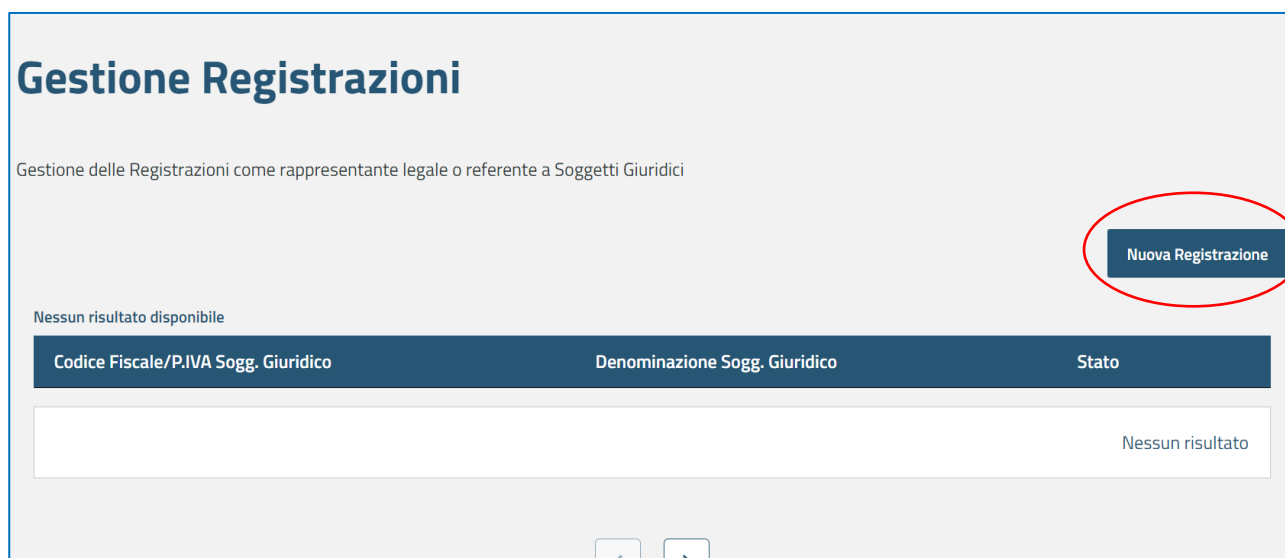 Gestione Registrazioni
Gestione delle Registrazioni come rappresentante legale o referente a Soggetti Giuridici
Nuova Registrazione
Nessun risultato disponibile
Codice Fiscale/P.IVA Sogg. Giuridico Denominazione Sogg. Giuridico Stato
Nessun risultato